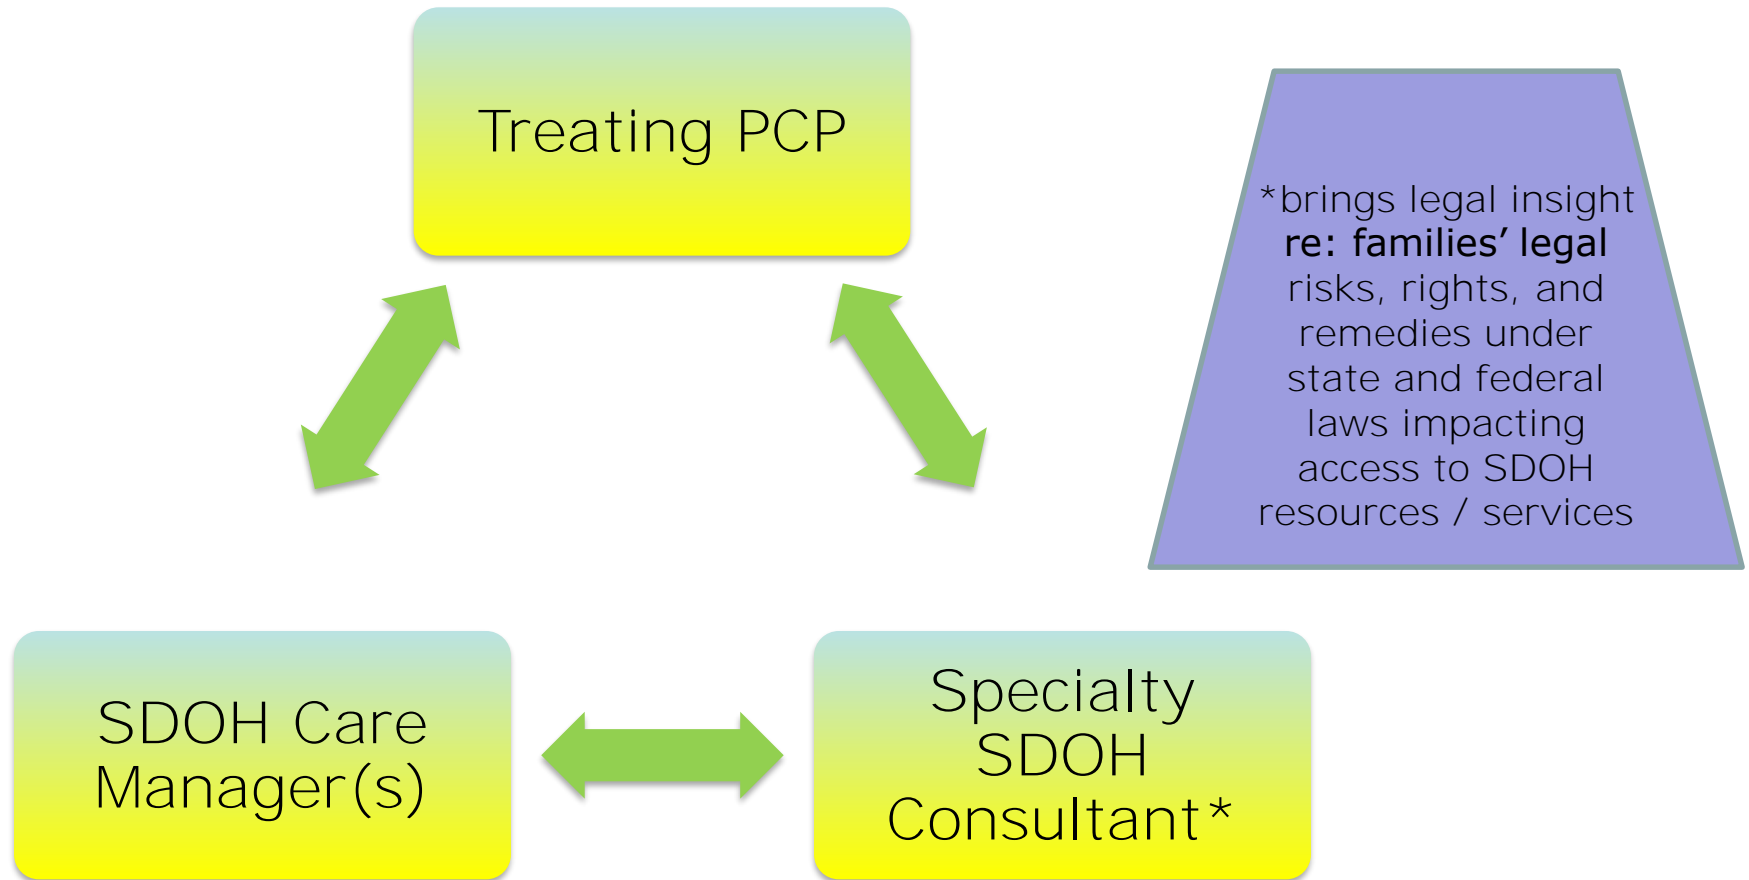 Treating PCP
*brings legal insight
re: families’ legal
risks, rights, and
remedies under
state and federal
laws impacting
access to SDOH
resources / services
SDOH Care
Manager(s)
Specialty
SDOH
Consultant*